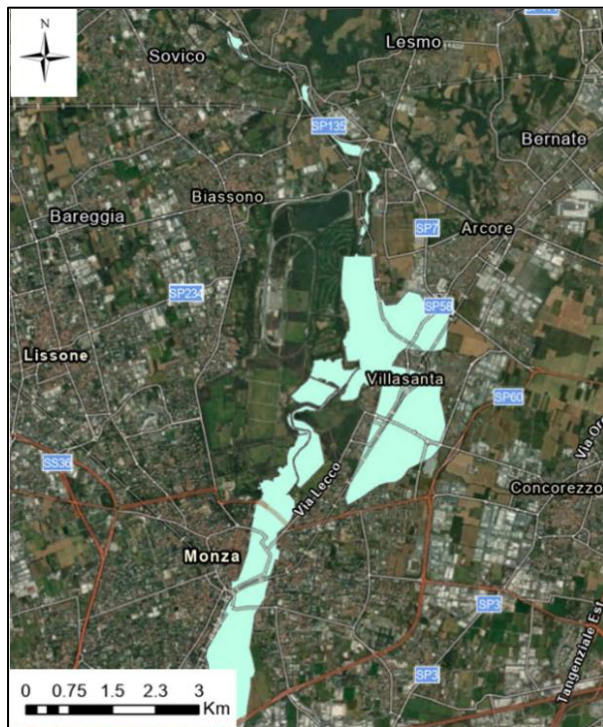 N
Lesmo
Sovico
SP135
Bernate
Biassono
Bareggia
SP7
Arcore
SP234
SP58
Lissone
Villasanta
SP60
SS36
Via Lecco
Concorezzo
Monza
SP3
SP3
Tangenziale Est
0 0.75 1.5 2.3 3
Km